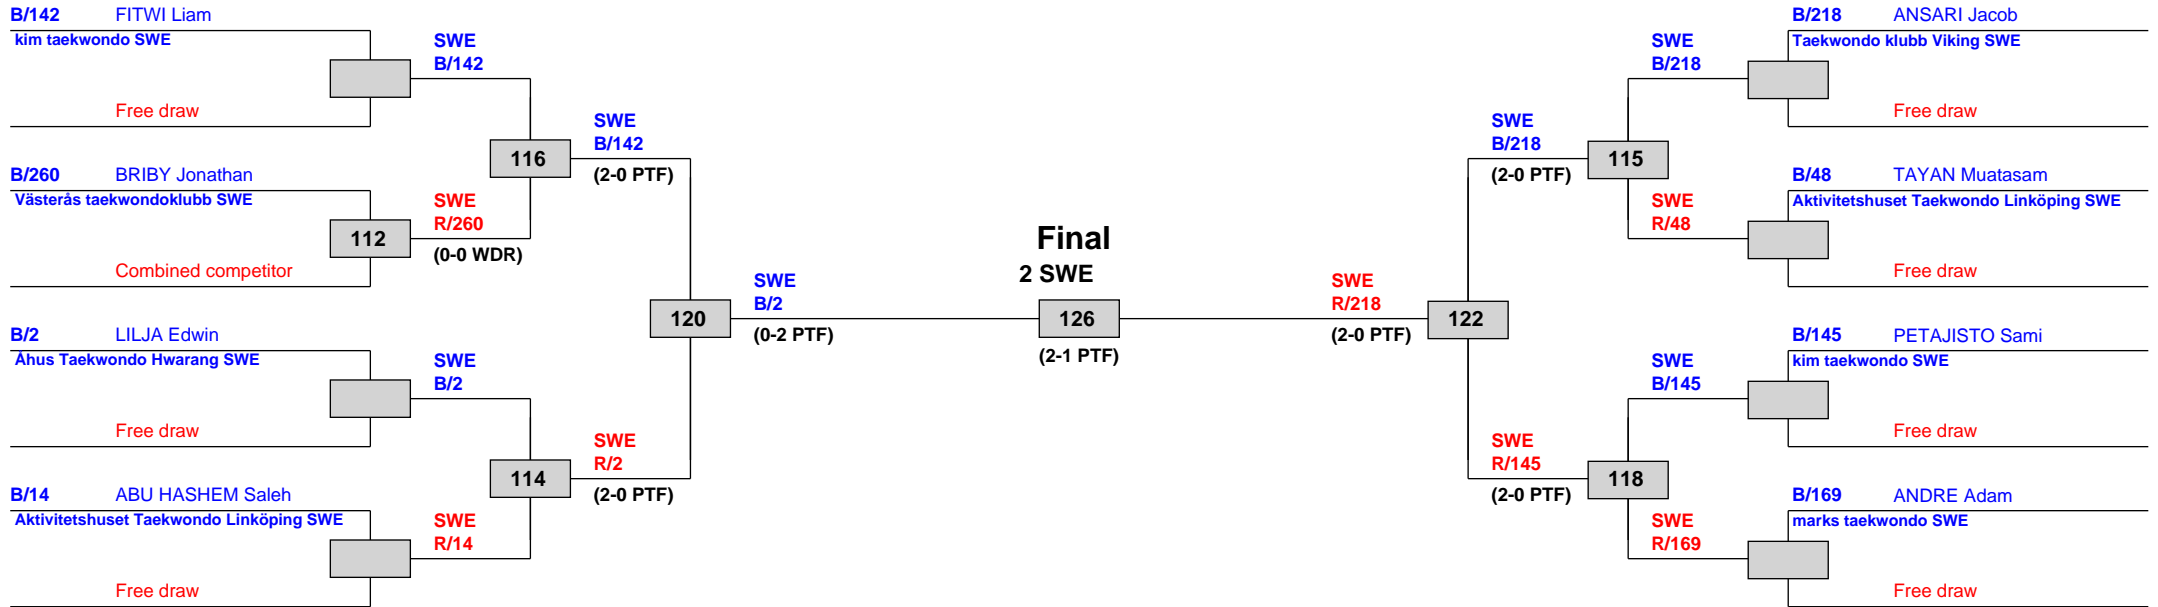 B/142 FITWI Liam
kim taekwondo SWE
Free draw
SWE
B/142
B/260 BRIBY Jonathan
Västerås taekwondoklubb SWE
112
Combined competitor
SWE
R/260
(0-0 WDR)
116
SWE
B/142
(2-0 PTF)
B/2 LILJA Edwin
Åhus Taekwondo Hwarang SWE
Free draw
SWE
B/2
B/14 ABU HASHEM Saleh
Aktivitetshuset Taekwondo Linköping SWE
Free draw
SWE
R/14
114
SWE
R/2
(2-0 PTF)
120
SWE
B/2
(0-2 PTF)
Final
2 SWE
126
(2-1 PTF)
SWE
R/218
(2-0 PTF)
122
SWE
B/218
(2-0 PTF)
115
SWE
B/218
B/218 ANSARI Jacob
Taekwondo klubb Viking SWE
Free draw
SWE
R/48
B/48 TAYAN Muatasam
Aktivitetshuset Taekwondo Linköping SWE
Free draw
SWE
R/145
(2-0 PTF)
118
SWE
B/145
B/145 PETAJISTO Sami
kim taekwondo SWE
Free draw
SWE
R/169
B/169 ANDRE Adam
marks taekwondo SWE
Free draw